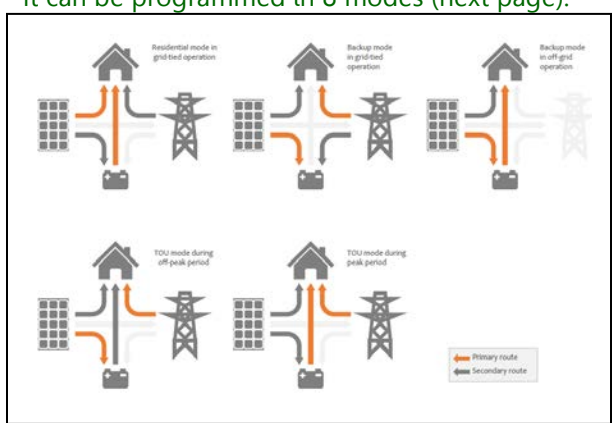 it can be programmed in 6 modes (next page).
Residential mode in
grid-tied operation
Backup mode
in grid-tied
operation
Backup mode
in off-grid
operation
TOU mode during
off-peak period
TOU mode during
peak period
Primary route
Secondary route